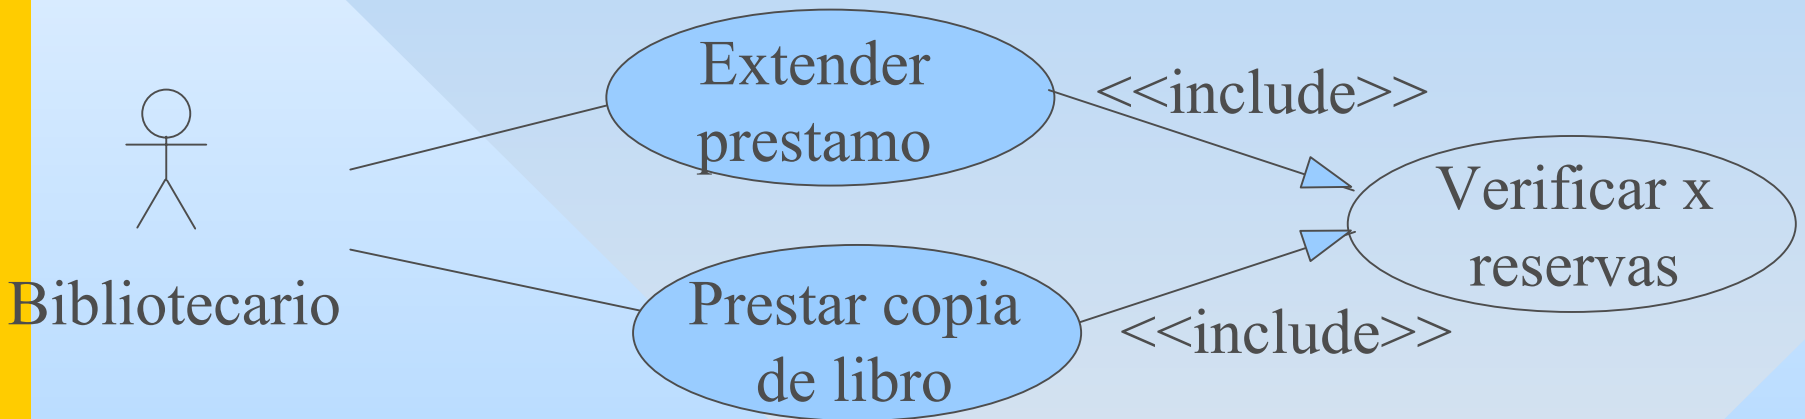 Extender
prestamo
<<include>>
Verificar x
reservas
Bibliotecario
Prestar copia
de libro
<<include>>